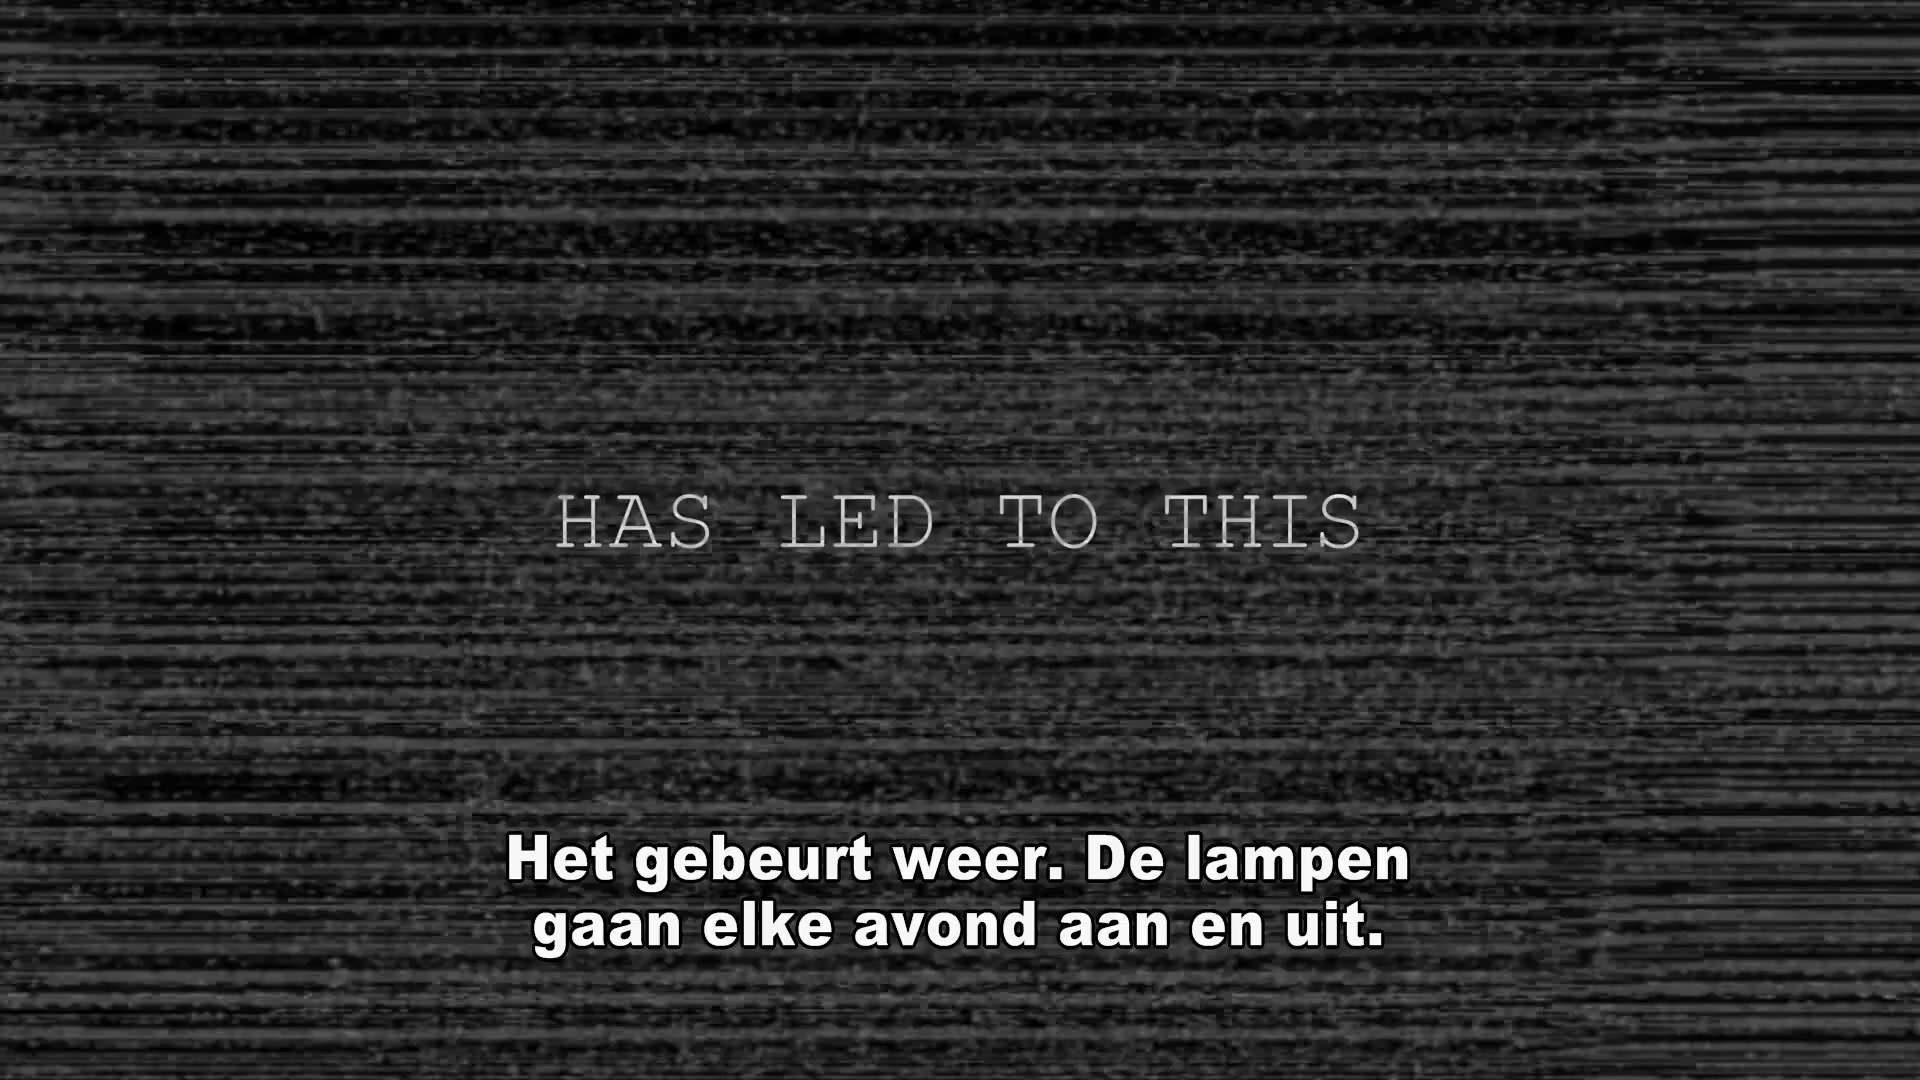 HAS LED TO THIS
Het gebeurt weer. De lampen
gaan elke avond aan en uit.